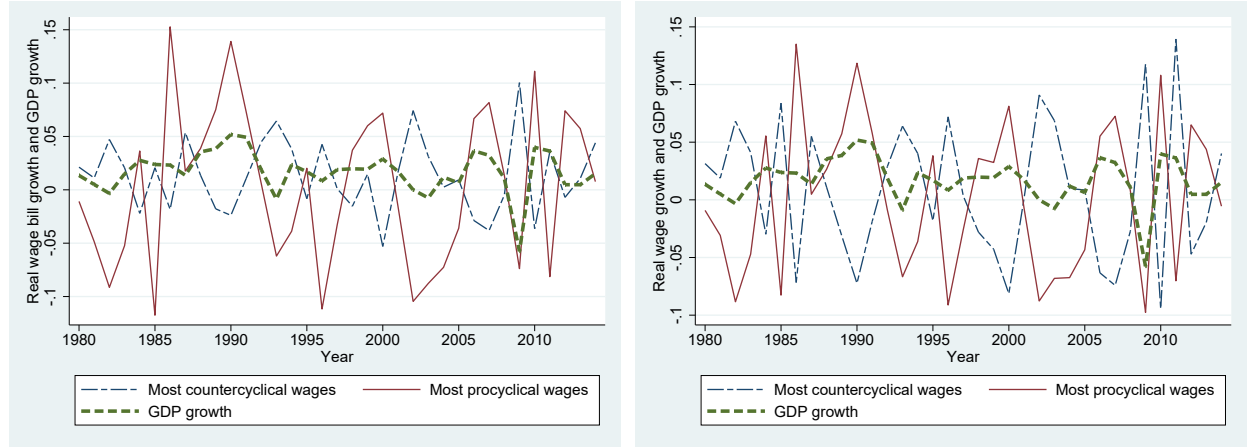 Real wage bill growth and GDP growth
.15
.1
.05
0
-.05
-.1
1980 1985 1990 1995 2000 2005 2010
Year
Most countercyclical wages Most procyclical wages
GDP growth
Real wage growth and GDP growth
.15
.1
.05
0
-.05
-.1
1980 1985 1990 1995 2000 2005 2010
Year
Most countercyclical wages Most procyclical wages
GDP growth